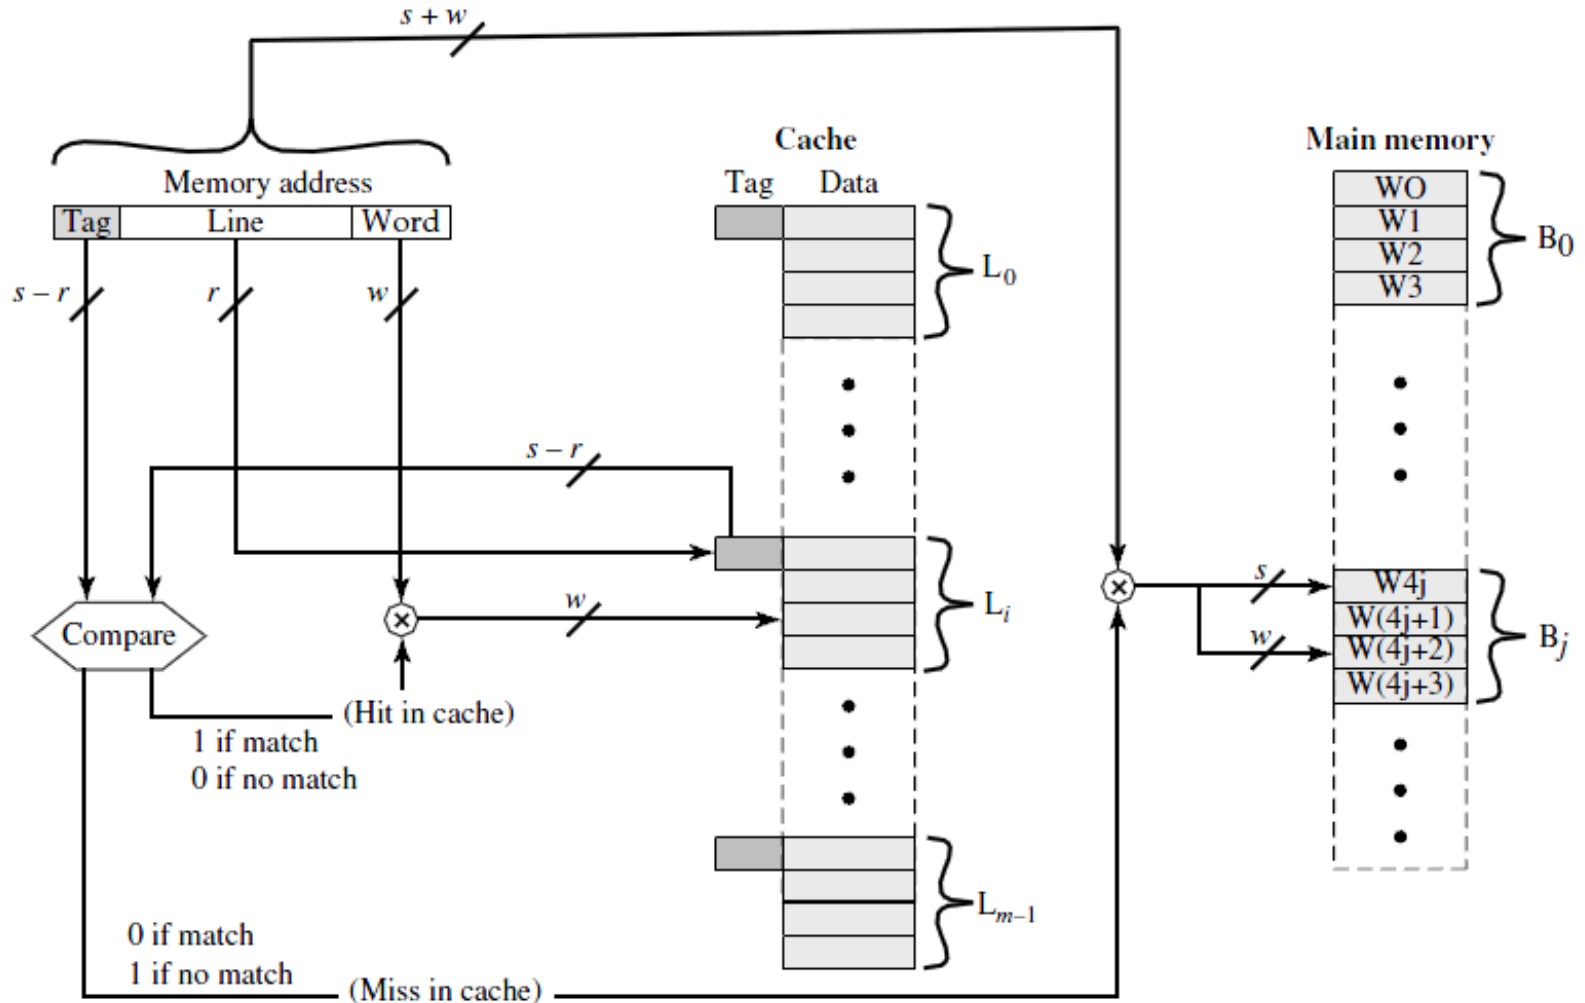 s + w
Cache
Main memory
Memory address
Tag Data
Tag Line Word
WO
W1
W2
W3
B0
L0
s – r
r
w
s – r
Compare
w
Li
s
w
W4j
W(4j+1)
W(4j+2)
W(4j+3)
Bj
(Hit in cache)
1 if match
0 if no match
Lm–1
0 if match
1 if no match
(Miss in cache)